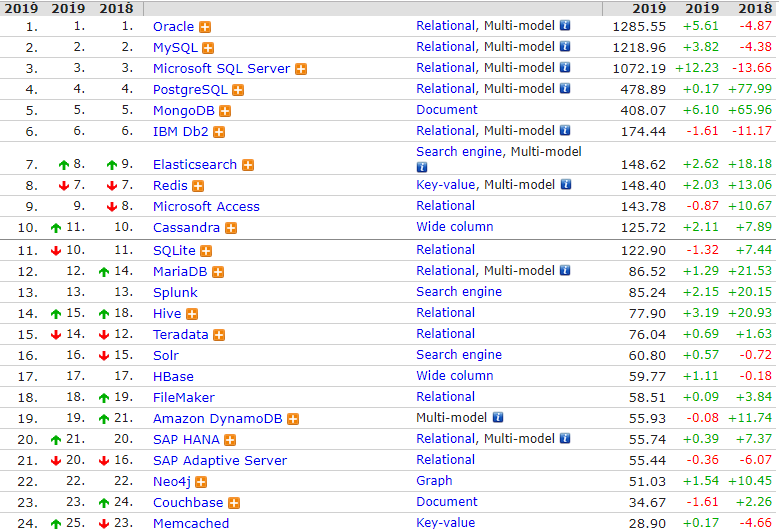 2019 2019 2018 2019 2019 2018
1. 1. 1. Oracle Relational, Multi-model 1285.55 +5.61 -4.87
2. 2. 2. MySQL Relational, Multi-model 1218.96 +3.82 -4.38
3. 3. 3. Microsoft SQL Server Relational, Multi-model 1072.19 +12.23 -13.66
4. 4. 4. PostgreSQL Relational, Multi-model 478.89 +0.17 +77.99
5. 5. 5. MongoDB Document 408.07 +6.10 +65.96
6. 6. 6. IBM Db2 Relational, Multi-model 174.44 -1.61 -11.17
7. 8. 9. Elasticsearch Search engine, Multi-model 148.62 +2.62 +18.18
8. 7. 7. Redis Key-value, Multi-model 148.40 +2.03 +13.06
9. 9. 8. Microsoft Access Relational 143.78 -0.87 +10.67
10. 11. 10. Cassandra Wide column 125.72 +2.11 +7.89
11. 10. 11. SQLite Relational 122.90 -1.32 +7.44
12. 12. 14. MariaDB Relational, Multi-model 86.52 +1.29 +21.53
13. 13. 13. Splunk Search engine 85.24 +2.15 +20.15
14. 15. 18. Hive Relational 77.90 +3.19 +20.93
15. 14. 12. Teradata Relational 76.04 +0.69 +1.63
16. 16. 15. Solr Search engine 60.80 +0.57 -0.72
17. 17. 17. HBase Wide column 59.77 +1.11 -0.18
18. 18. 19. FileMaker Relational 58.51 +0.09 +3.84
19. 19. 21. Amazon DynamoDB Multi-model 55.93 -0.08 +11.74
20. 21. 20. SAP HANA Relational, Multi-model 55.74 +0.39 +7.37
21. 20. 16. SAP Adaptive Server Relational 55.44 -0.36 -6.07
22. 22. 22. Neo4j Graph 51.03 +1.54 +10.45
23. 23. 24. Couchbase Document 34.67 -1.61 +2.26
24. 25. 23. Memcached Key-value 28.90 +0.17 -4.66